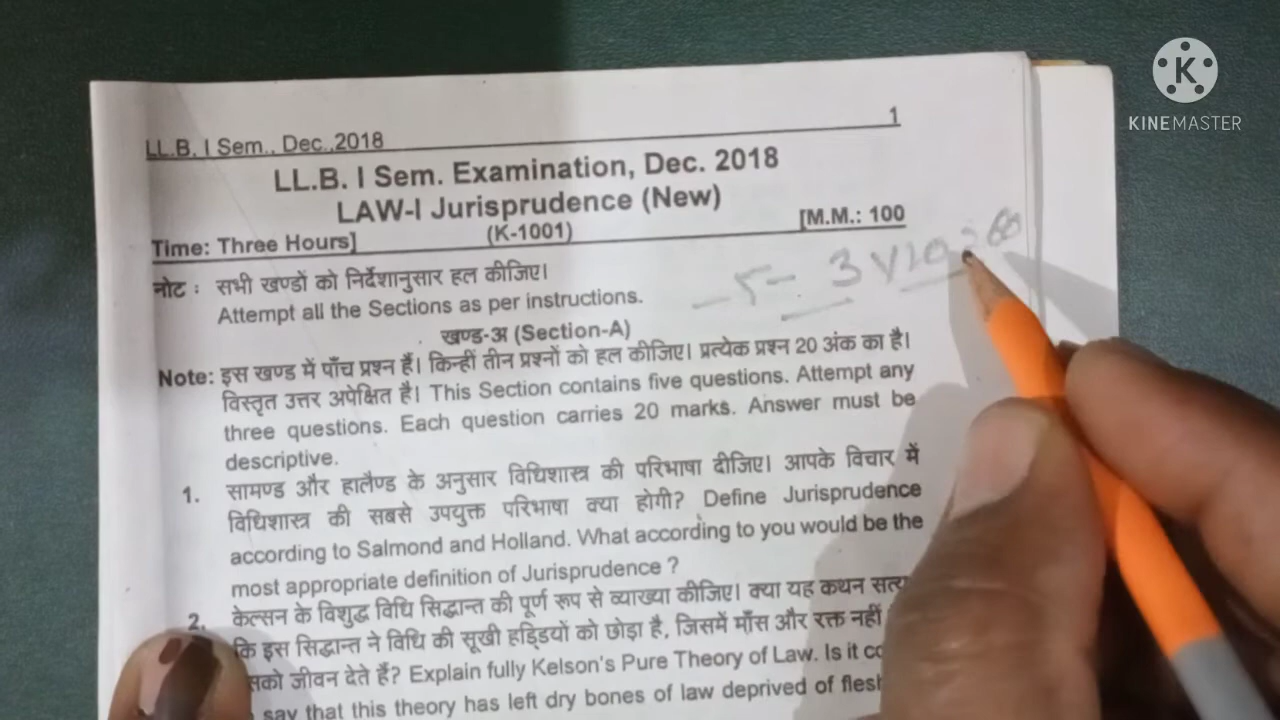 K
KINEMASTER
LL.B. I Sem., Dec.,2018 1
LL.B. I Sem. Examination, Dec. 2018
LAW-I Jurisprudence (New)
Time: Three Hours] (K-1001) [M.M.: 100
नोट : सभी खण्डों को निर्देशानुसार हल कीजिए।
Attempt all the Sections as per instructions.
5 - 3 x 20 = 60
खण्ड-अ (Section-A)
Note: इस खण्ड में पाँच प्रश्न हैं। किन्हीं तीन प्रश्नों को हल कीजिए। प्रत्येक प्रश्न 20 अंक का है।
विस्तृत उत्तर अपेक्षित है। This Section contains five questions. Attempt any
three questions. Each question carries 20 marks. Answer must be
descriptive.
1. सामण्ड और हालैण्ड के अनुसार विधिशास्त्र की परिभाषा दीजिए। आपके विचार में
विधिशास्त्र की सबसे उपयुक्त परिभाषा क्या होगी? Define Jurisprudence
according to Salmond and Holland. What according to you would be the
most appropriate definition of Jurisprudence ?
2. केल्सन के विशुद्ध विधि सिद्धान्त की पूर्ण रूप से व्याख्या कीजिए। क्या यह कथन सत्य
कि इस सिद्धान्त ने विधि की सूखी हड्डियों को छोड़ा है, जिसमें माँस और रक्त नहीं
जीवन देते हैं? Explain fully Kelson's Pure Theory of Law. Is it
say that this theory has left dry bones of law deprived of